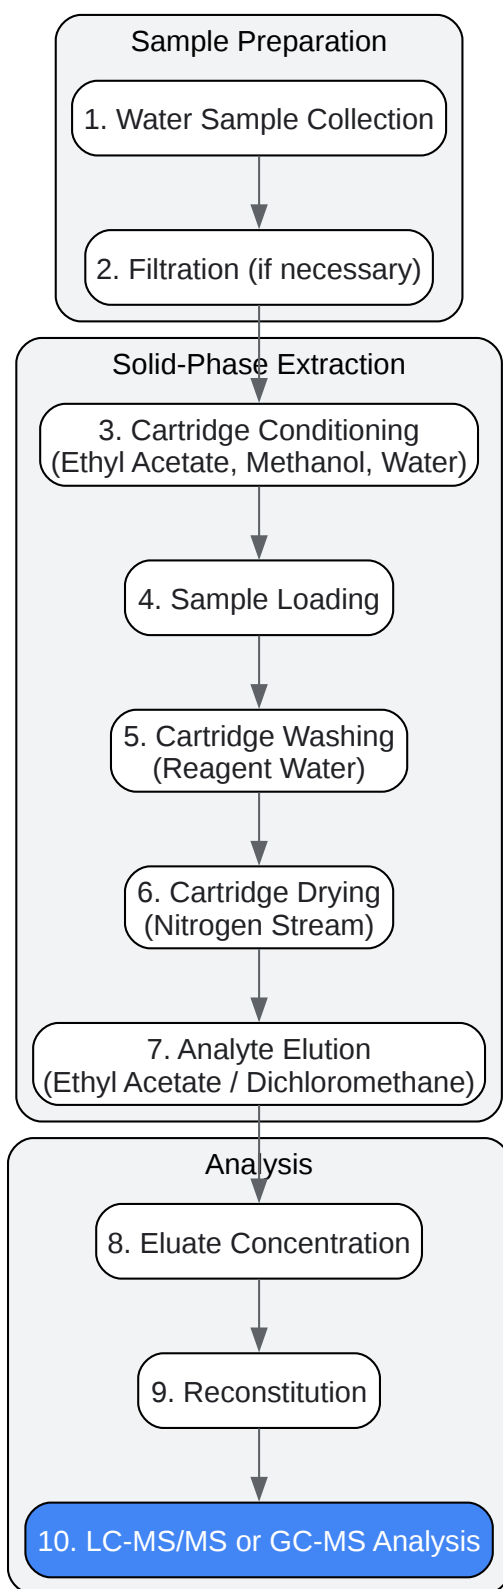 Sample Preparation
1. Water Sample Collection
2. Filtration (if necessary)
Solid-Phase Extraction
3. Cartridge Conditioning
(Ethyl Acetate, Methanol, Water)
4. Sample Loading
5. Cartridge Washing
(Reagent Water)
6. Cartridge Drying
(Nitrogen Stream)
7. Analyte Elution
(Ethyl Acetate / Dichloromethane)
Analysis
8. Eluate Concentration
9. Reconstitution
10. LC-MS/MS or GC-MS Analysis